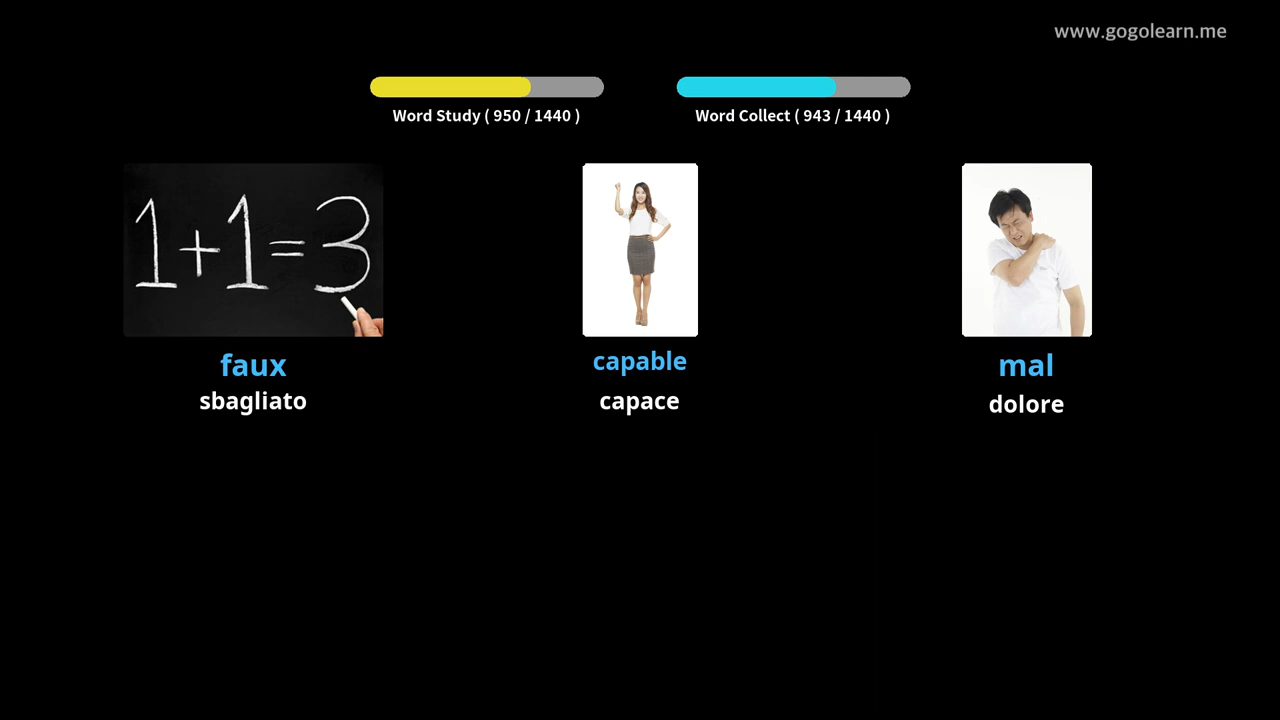 www.gogolearn.me
Word Study ( 950 / 1440 )
Word Collect ( 943 / 1440 )
1+1=3
faux
capable
mal
sbagliato
capace
dolore